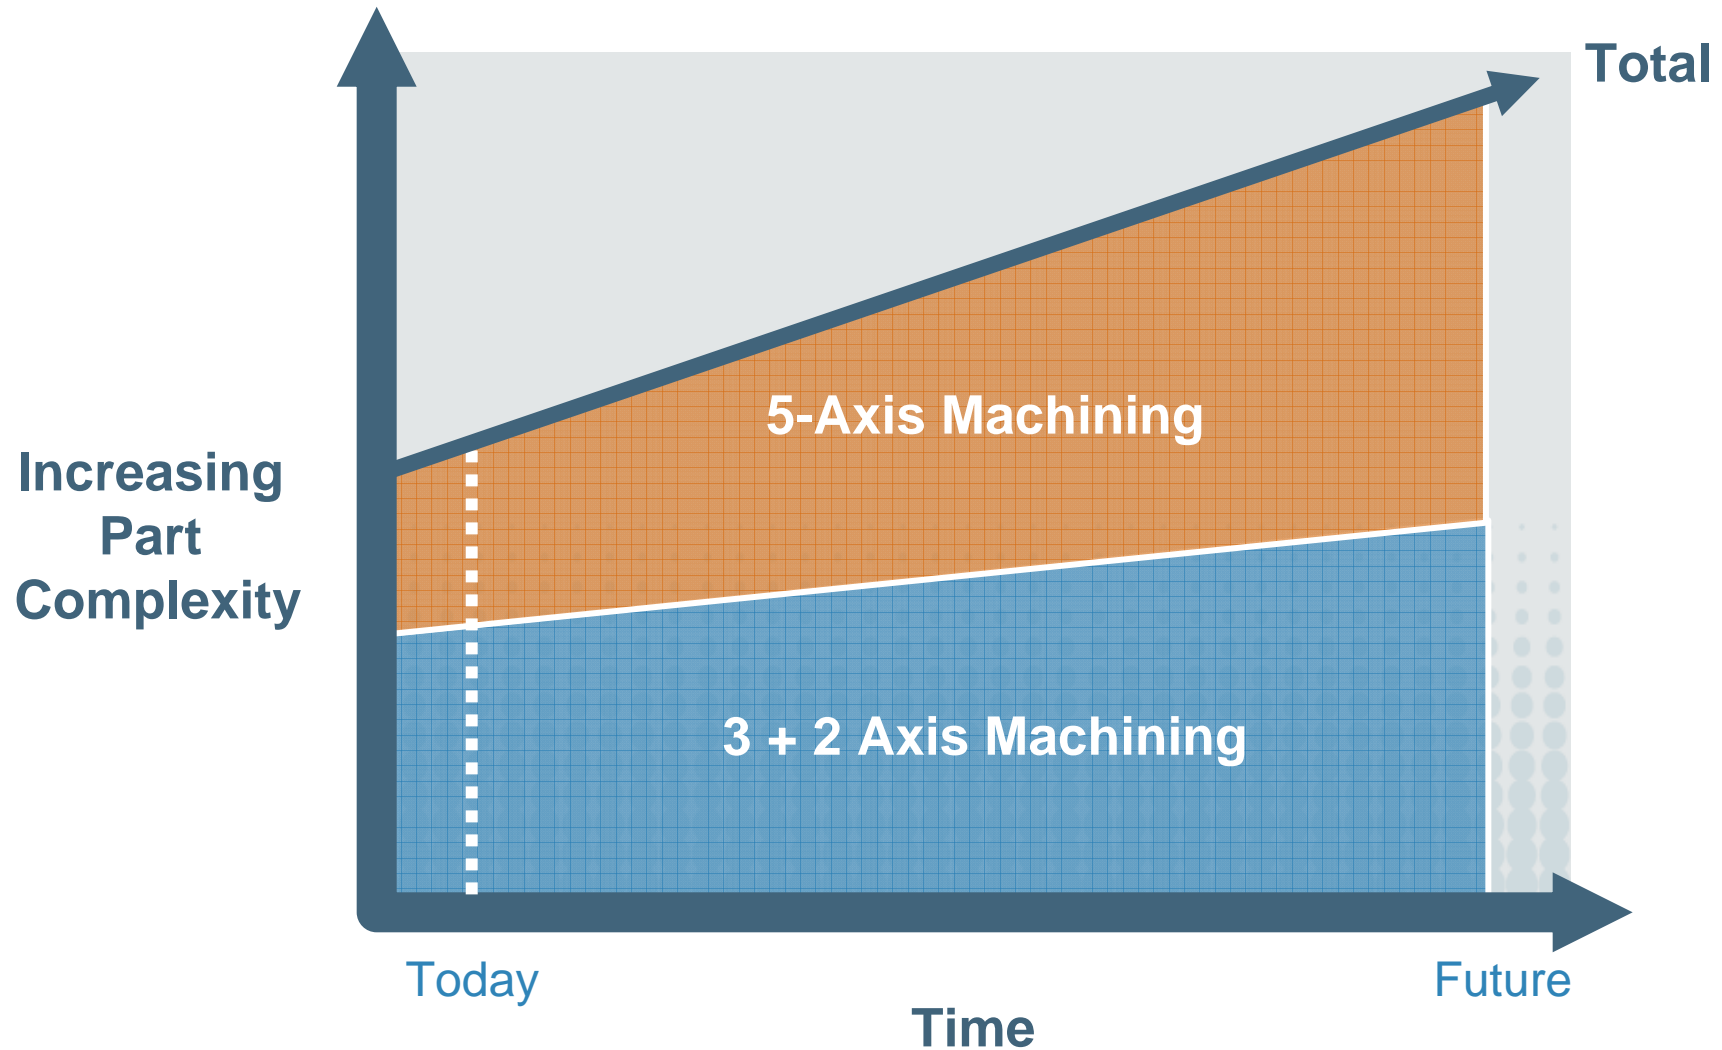 Total
5-Axis Machining
Increasing
Part
Complexity
3 + 2 Axis Machining
Today
Future
Time